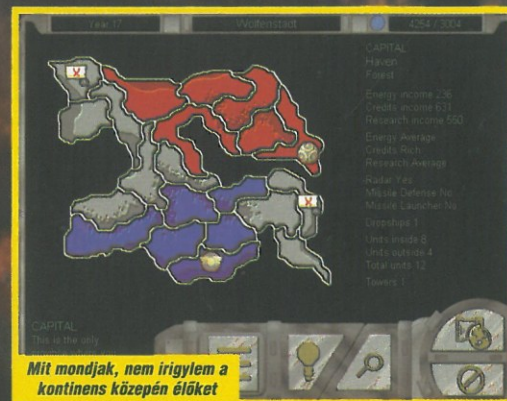 Year 17
Wolfenstadt
4254 / 3004
CAPITAL
Haven
Forest
Energy income 236
Credits income 631
Research income 550
Energy Average
Credits Rich
Research Average
Radar Yes
Missile Defense No
Missile Launcher No
Dropships 1
Units inside 8
Units outside 4
Total units 12
Towers 1
CAPITAL
This is the only
Mit mondjak, nem irigylem a
kontinens közepén élőket